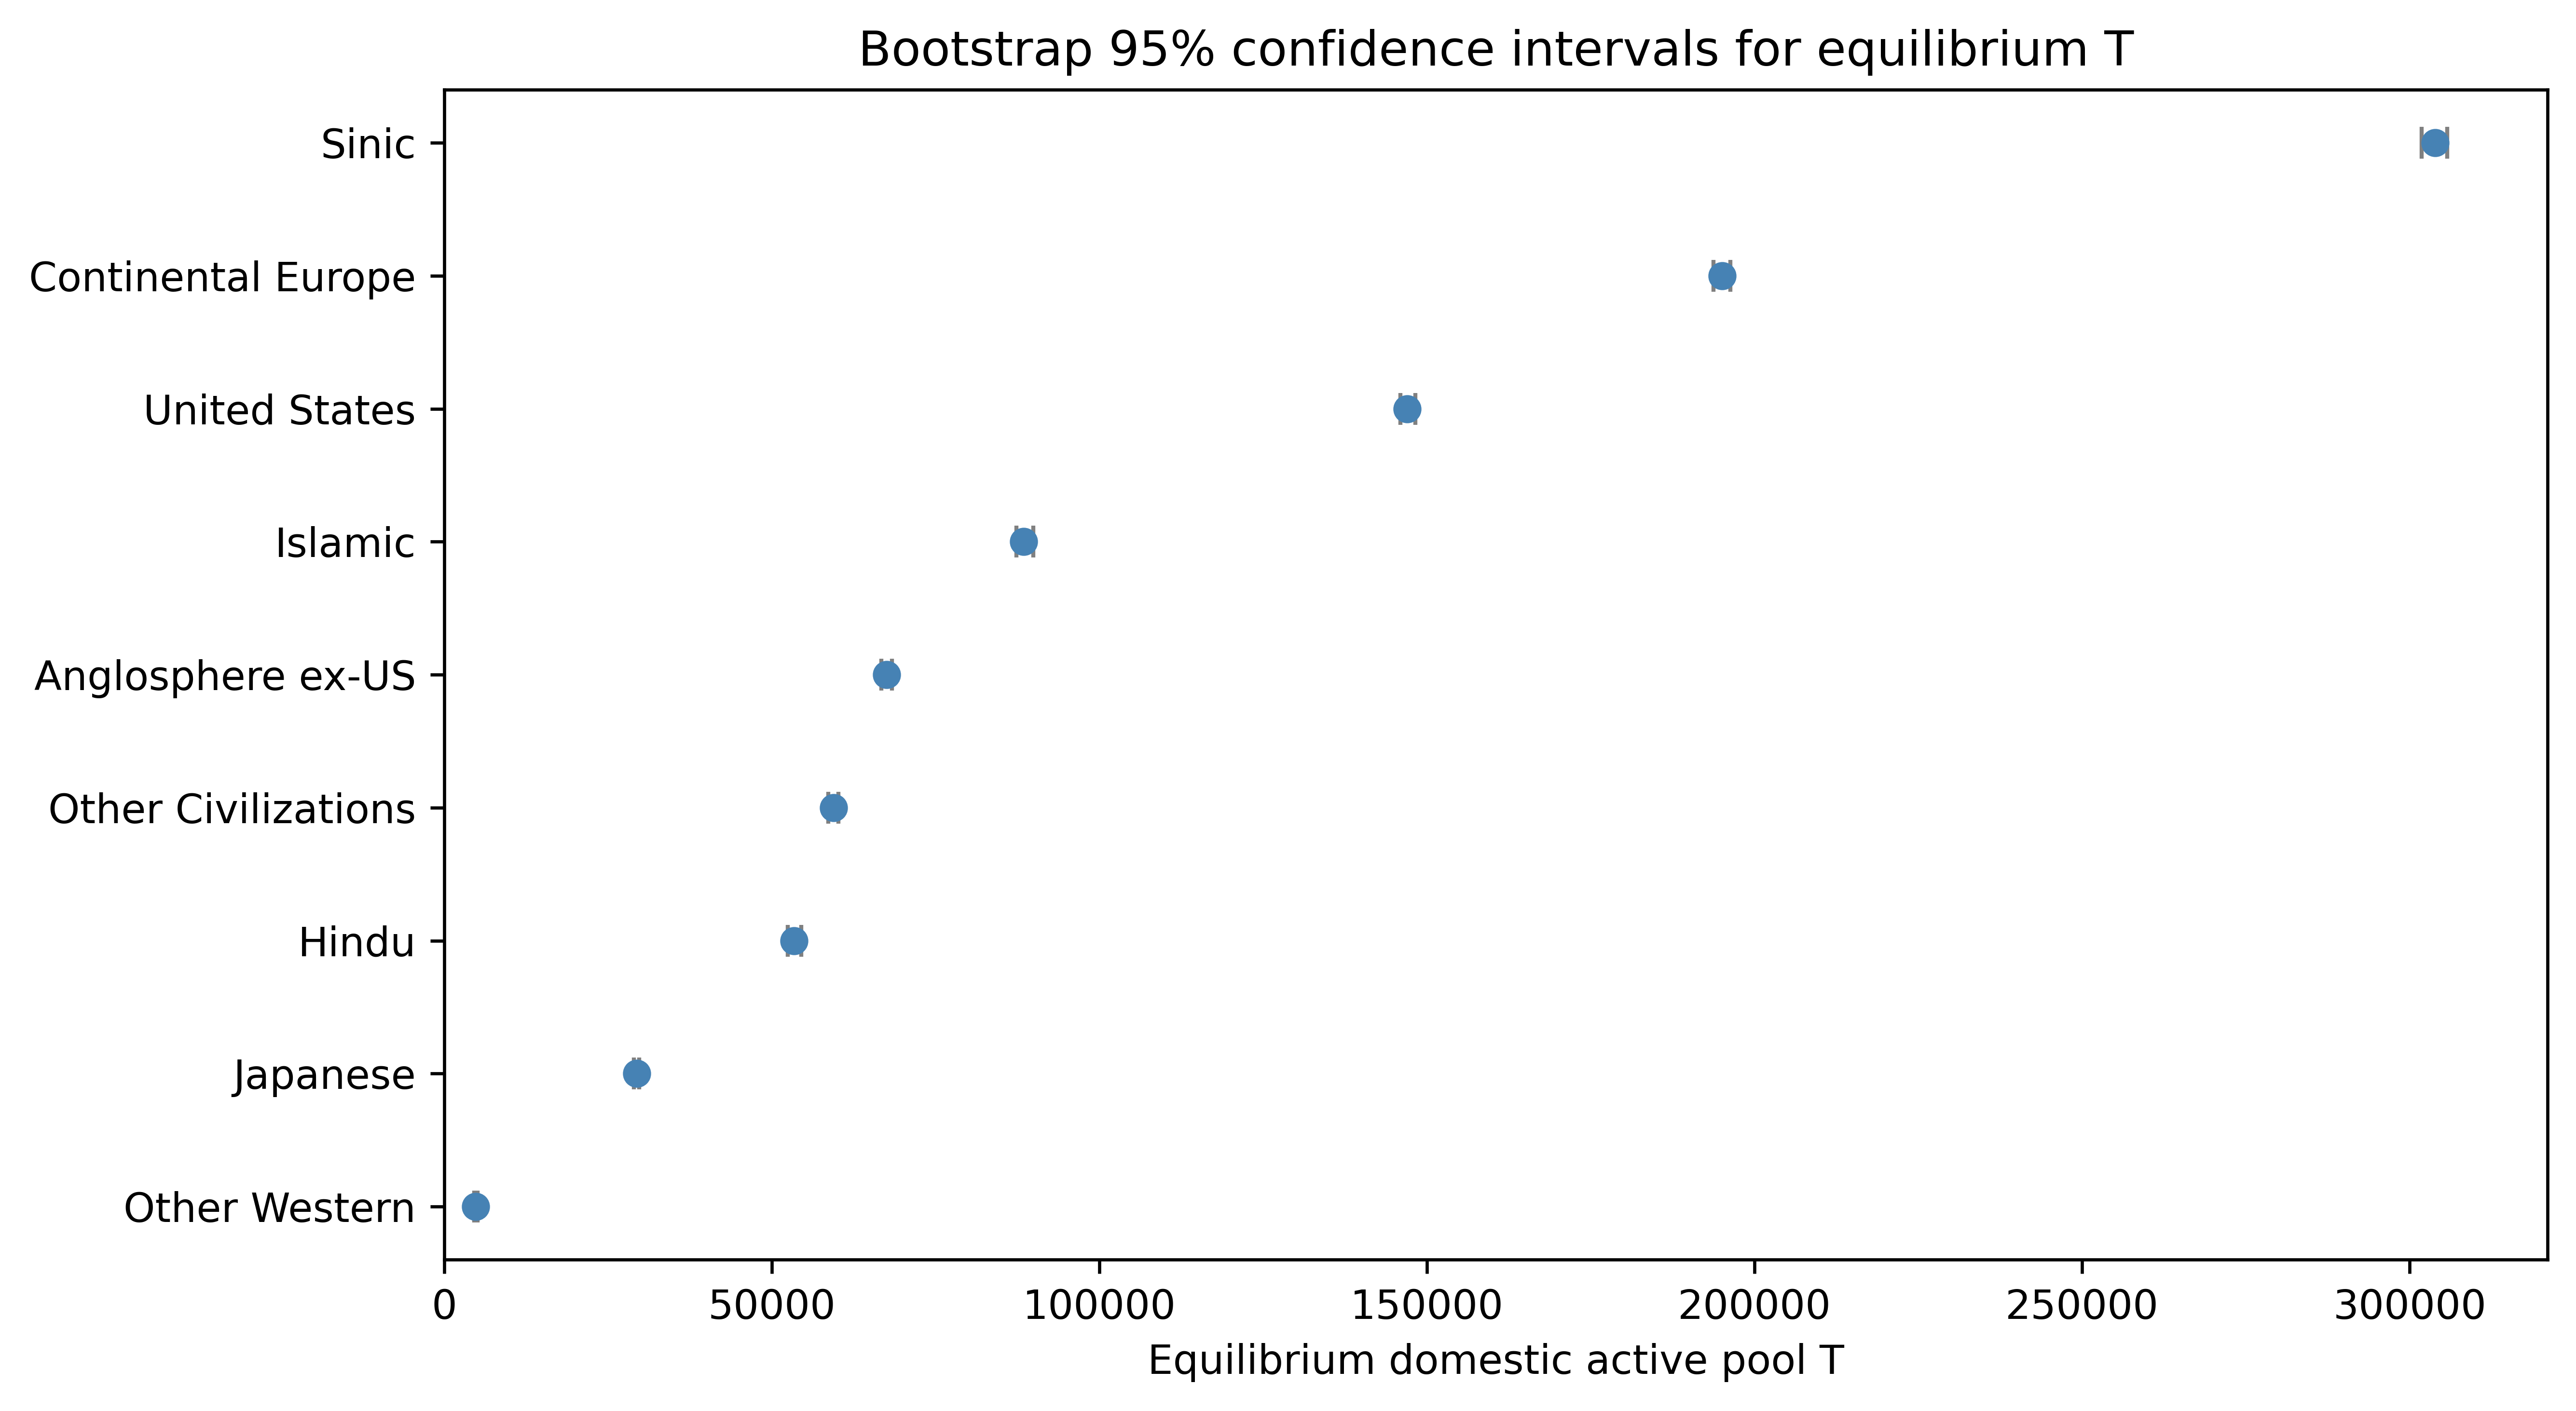 Bootstrap 95% confidence intervals for equilibrium T
Sinic
Continental Europe
United States
Islamic
Anglosphere ex-US
Other Civilizations
Hindu
Japanese
Other Western
0 50000 100000 150000 200000 250000 300000
Equilibrium domestic active pool T